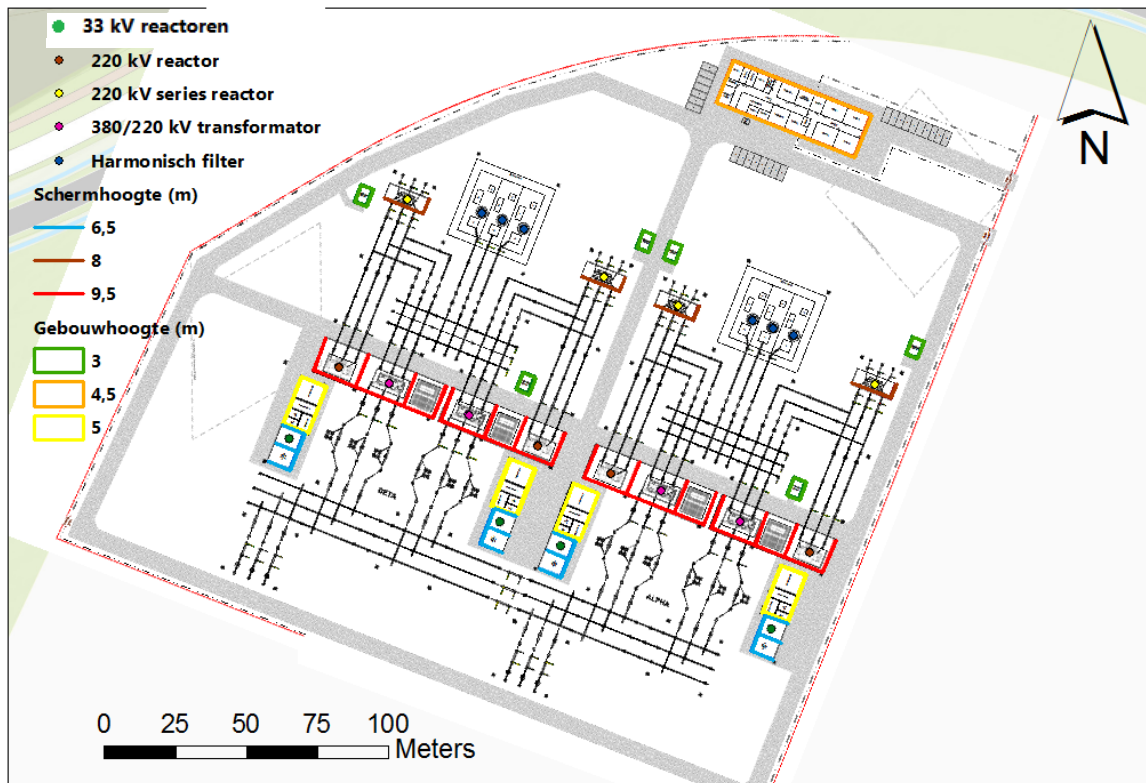 33 kV reactoren
220 kV reactor
220 kV series reactor
380/220 kV transformator
Harmonisch filter
Schermhoogte (m)
6,5
8
9,5
Gebouwhoogte (m)
3
4,5
5
N
BETA
ALPHA
0 25 50 75 100
Meters